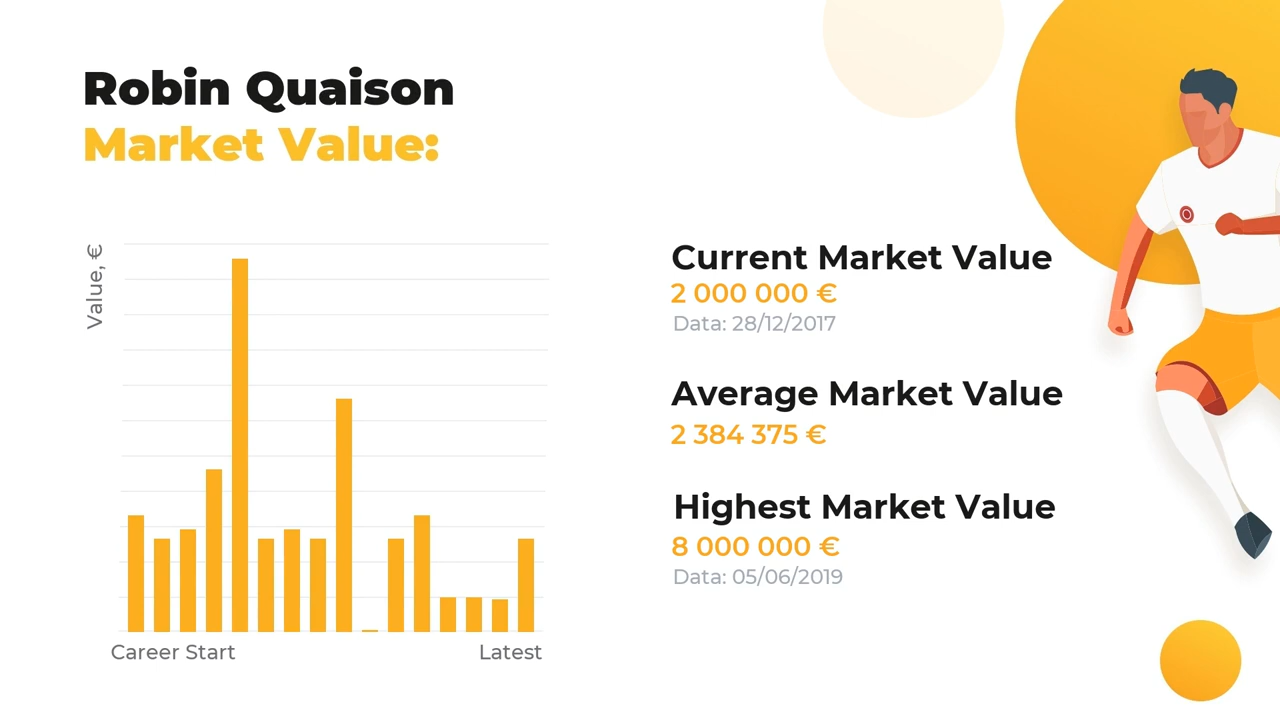 Robin Quaison
Market Value:
Value, €
Career Start
Latest
Current Market Value
2 000 000 €
Data: 28/12/2017
Average Market Value
2 384 375 €
Highest Market Value
8 000 000 €
Data: 05/06/2019